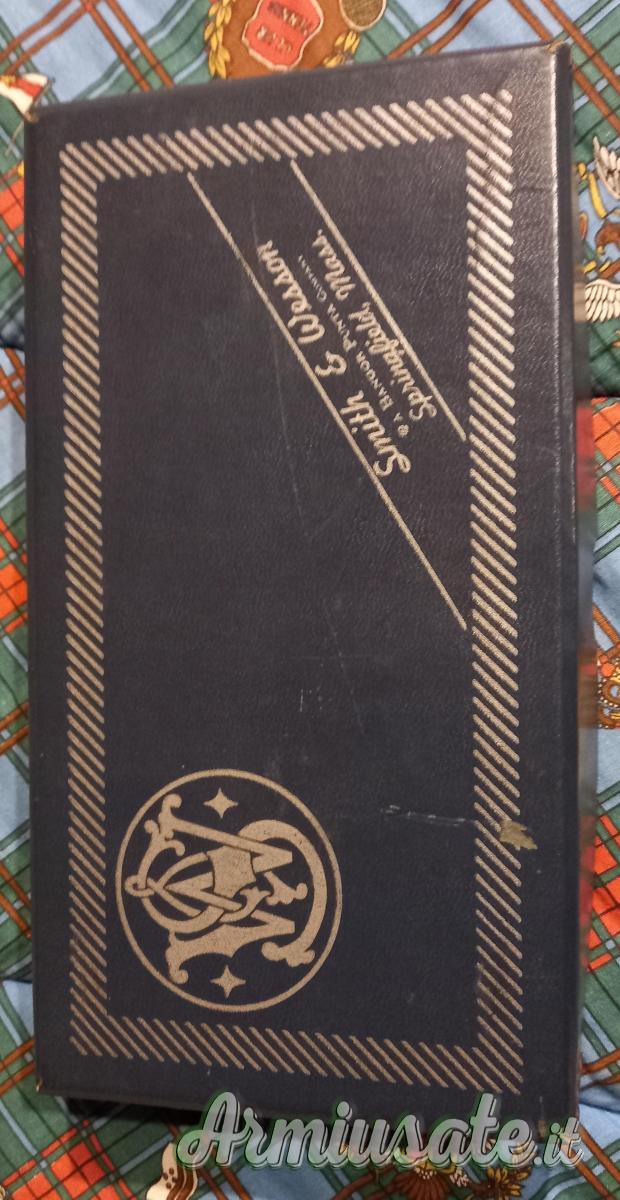 Smith & Wesson
® A BANGOR PUNTA COMPANY
Springfield, Mass.
Armiusate.it